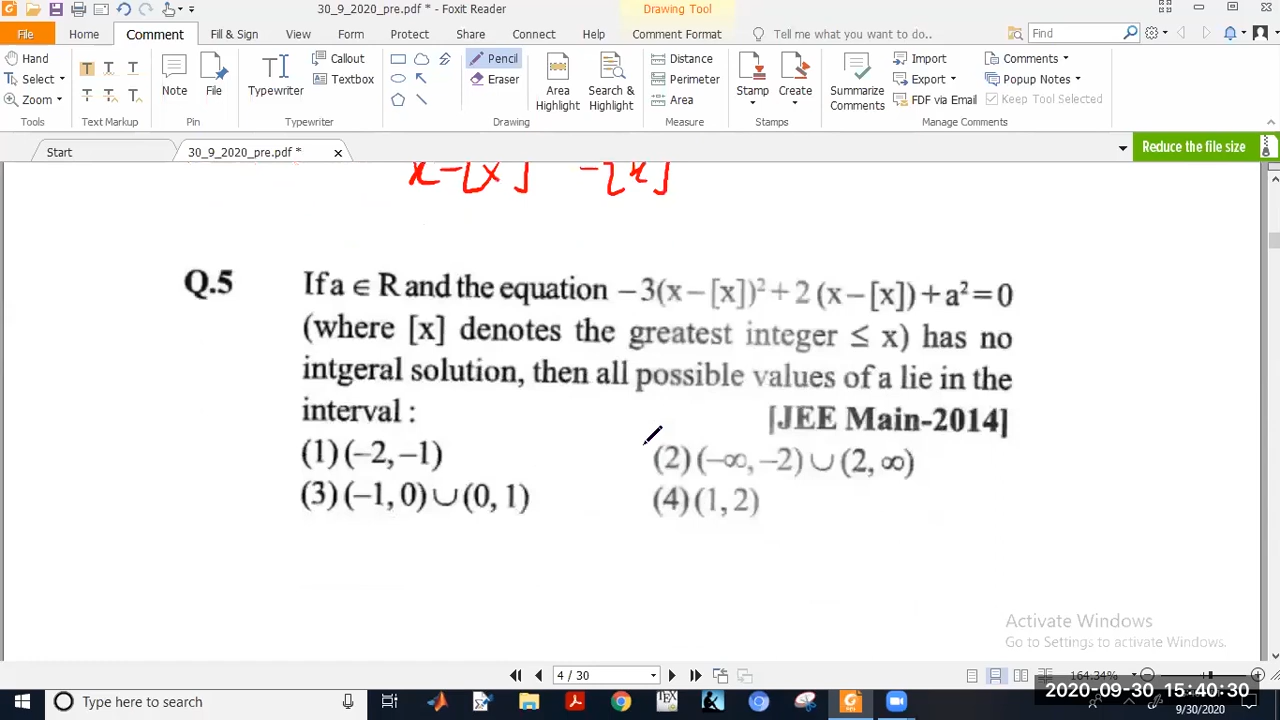 30_9_2020_pre.pdf * - Foxit Reader
Drawing Tool
File Home Comment Fill & Sign View Form Protect Share Connect Help Comment Format Tell me what you want to do.. Find
Hand
Select
Zoom
Tools
Text Markup
Note
File
Pin
Typewriter
Callout
Textbox
Typewriter
Pencil
Eraser
Drawing
Area Highlight
Search & Highlight
Distance
Perimeter
Area
Measure
Stamp
Create
Stamps
Summarize Comments
Import
Export
FDF via Email
Comments
Popup Notes
Keep Tool Selected
Manage Comments
Start
30_9_2020_pre.pdf *
Reduce the file size
x-[x] -[x]
Q.5 If a ∈ R and the equation – 3(x – [x])² + 2 (x – [x]) + a² = 0
(where [x] denotes the greatest integer ≤ x) has no
intgeral solution, then all possible values of a lie in the
interval : [JEE Main-2014]
(1) (–2, –1) (2) (–∞, –2) ∪ (2, ∞)
(3) (–1, 0) ∪ (0, 1) (4) (1, 2)
Activate Windows
Go to Settings to activate Windows.
4 / 30
164.34%
Type here to search
2020-09-30 15:40:30
9/30/2020